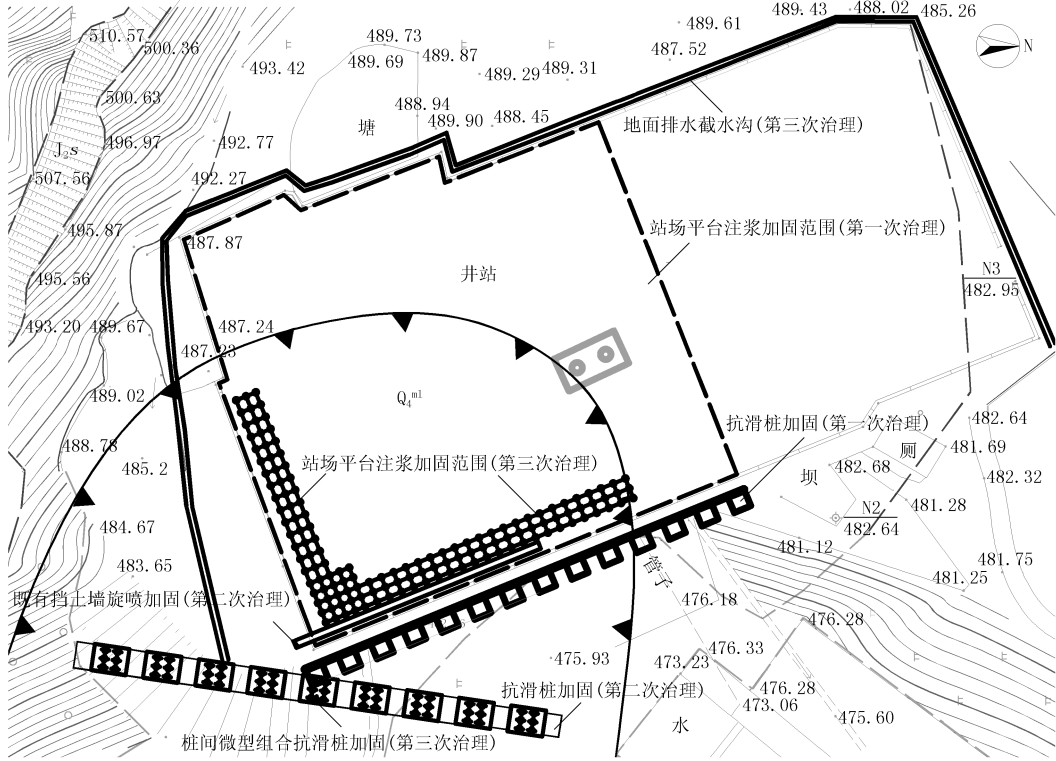 489.43
488.02
485.26
510.57
500.36
489.73
489.61
489.87
487.52
N
493.42
489.69
489.29
489.31
500.63
488.94
489.90
488.45
塘
地面排水截水沟(第三次治理)
496.97
492.77
J₂s
507.56
492.27
495.87
487.87
站场平台注浆加固范围(第一次治理)
井站
N3
482.95
495.56
493.20
489.67
487.24
487.23
489.02
Q₄ᵐˡ
抗滑桩加固(第一次治理)
482.64
488.78
485.2
站场平台注浆加固范围(第三次治理)
厕
481.69
482.68
坝
482.32
481.28
N2
482.64
484.67
481.12
483.65
管子
481.75
481.25
既有挡土墙旋喷加固(第二次治理)
476.18
476.28
475.93
473.23
476.33
抗滑桩加固(第二次治理)
476.28
473.06
475.60
水
桩间微型组合抗滑桩加固(第三次治理)